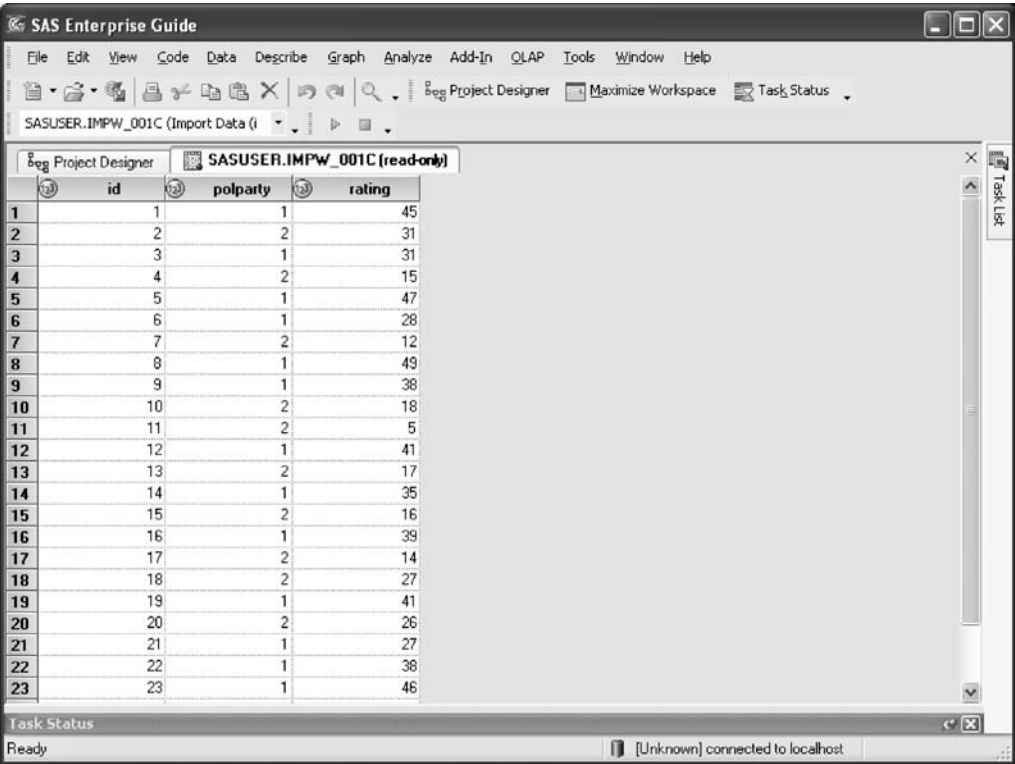 SAS Enterprise Guide
File Edit View Code Data Describe Graph Analyze Add-In OLAP Tools Window Help
Project Designer Maximize Workspace Task Status
SASUSER.IMPW_001C (Import Data (i
Project Designer SASUSER.IMPW_001C (read-only)
Task List
id polparty rating
1 1 1 45
2 2 2 31
3 3 1 31
4 4 2 15
5 5 1 47
6 6 1 28
7 7 2 12
8 8 1 49
9 9 1 38
10 10 2 18
11 11 2 5
12 12 1 41
13 13 2 17
14 14 1 35
15 15 2 16
16 16 1 39
17 17 2 14
18 18 2 27
19 19 1 41
20 20 2 26
21 21 1 27
22 22 1 38
23 23 1 46
Task Status
Ready [Unknown] connected to localhost